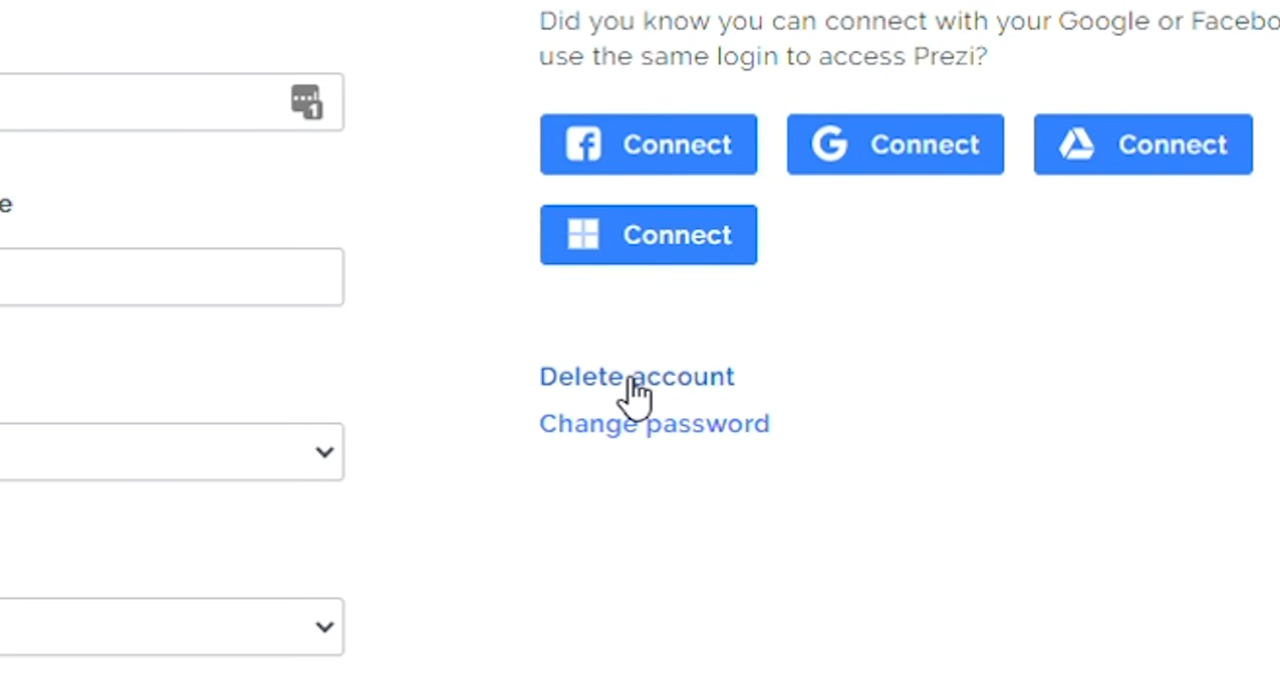 Did you know you can connect with your Google or
use the same login to access Prezi?
1
Connect
Connect
Connect
e
Connect
Delete account
Change password